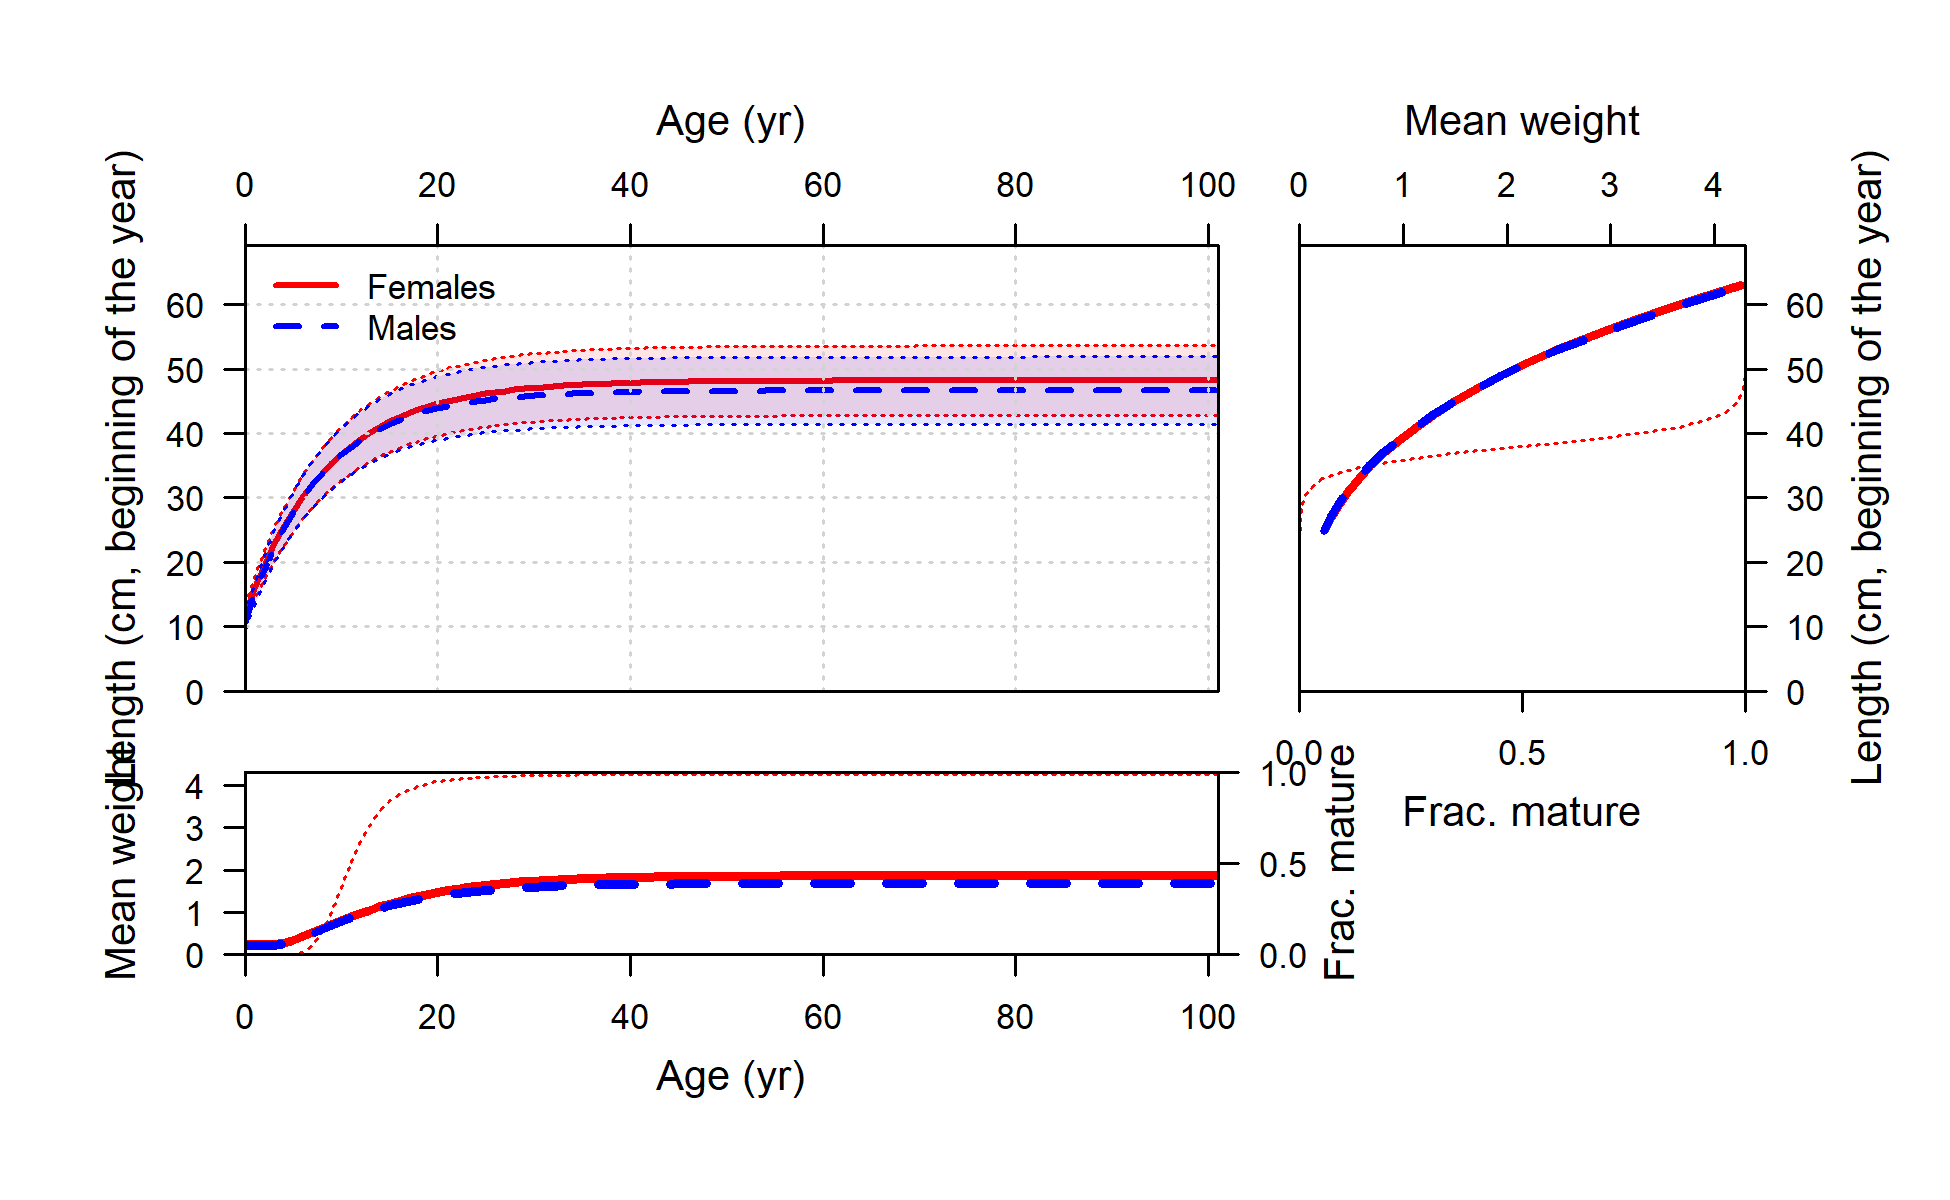 Age (yr)
0 20 40 60 80 100
Length (cm, beginning of the year)
60
50
40
30
20
10
0
Females
Males
Mean weight
0 1 2 3 4
Length (cm, beginning of the year)
60
50
40
30
20
10
0
0.0 0.5 1.0
Frac. mature
Mean weight
4
3
2
1
0
1.0
0.5
0.0
Frac. mature
0 20 40 60 80 100
Age (yr)